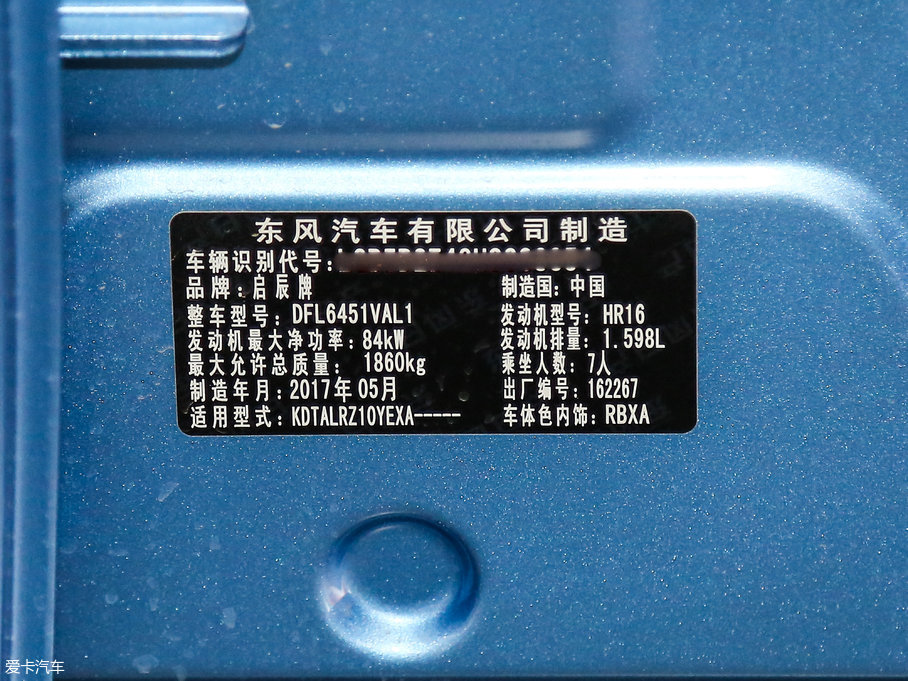 东风汽车有限公司制造
车辆识别代号:
品牌:启辰牌 制造国:中国
整车型号:DFL6451VAL1 发动机型号:HR16
发动机最大净功率:84kW 发动机排量:1.598L
最大允许总质量: 1860kg 乘坐人数:7人
制造年月:2017年05月 出厂编号:162267
适用型式:KDTALRZ10YEXA----- 车体色内饰:RBXA
爱卡汽车